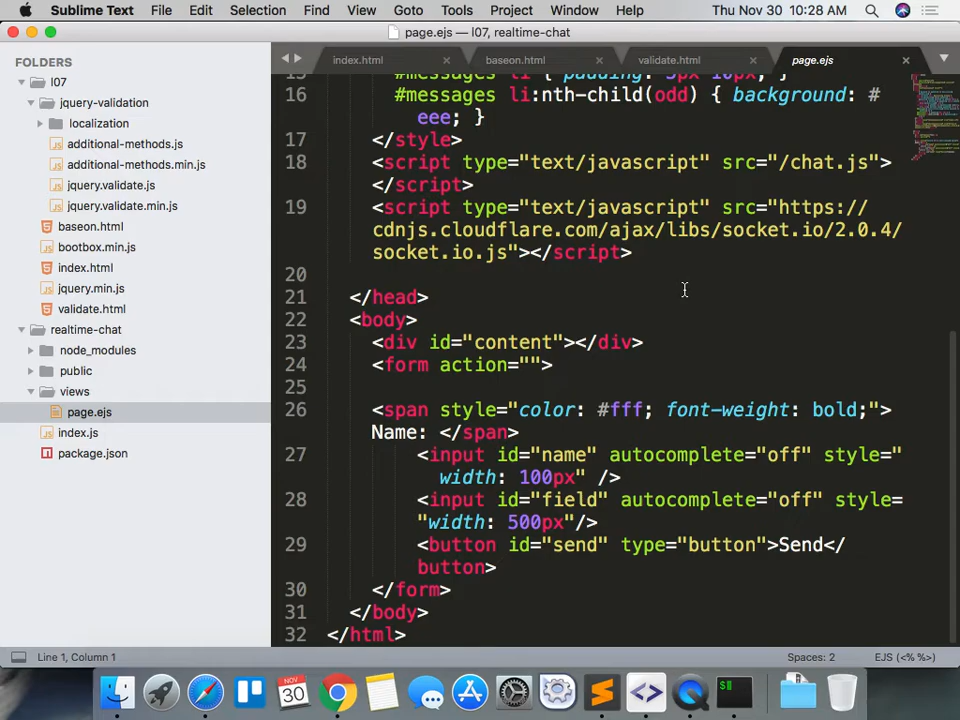 Sublime Text File Edit Selection Find View Goto Tools Project Window Help Thu Nov 30 10:28 AM
page.ejs — l07, realtime-chat
FOLDERS
l07
jquery-validation
localization
additional-methods.js
additional-methods.min.js
jquery.validate.js
jquery.validate.min.js
baseon.html
bootbox.min.js
index.html
jquery.min.js
validate.html
realtime-chat
node_modules
public
views
page.ejs
index.js
package.json
index.html baseon.html validate.html page.ejs
15 #messages li { padding: 5px 10px; }
16 #messages li:nth-child(odd) { background: #
eee; }
17 </style>
18 <script type="text/javascript" src="/chat.js">
</script>
19 <script type="text/javascript" src="https://
cdnjs.cloudflare.com/ajax/libs/socket.io/2.0.4/
socket.io.js"></script>
20
21 </head>
22 <body>
23 <div id="content"></div>
24 <form action="">
25
26 <span style="color: #fff; font-weight: bold;">
Name: </span>
27 <input id="name" autocomplete="off" style="
width: 100px" />
28 <input id="field" autocomplete="off" style=
"width: 500px"/>
29 <button id="send" type="button">Send</
button>
30 </form>
31 </body>
32 </html>
Line 1, Column 1 Spaces: 2 EJS (<% %>)
NOV
30